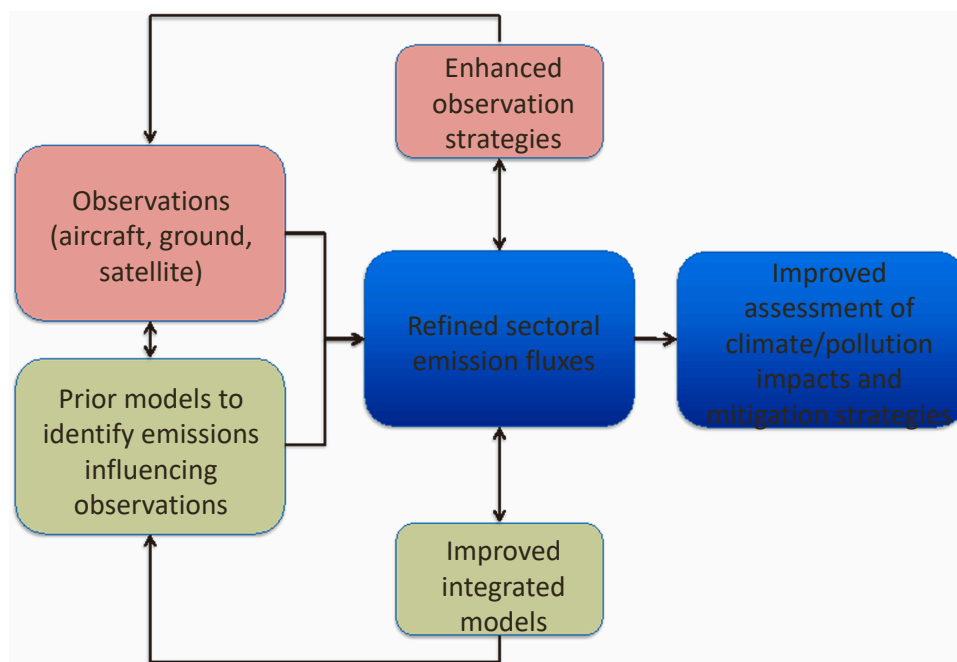 Enhanced
observation
strategies
Observations
(aircraft, ground,
satellite)
Refined sectoral
emission fluxes
Improved
assessment of
climate/pollution
impacts and
mitigation strategies
Prior models to
identify emissions
influencing
observations
Improved
integrated
models